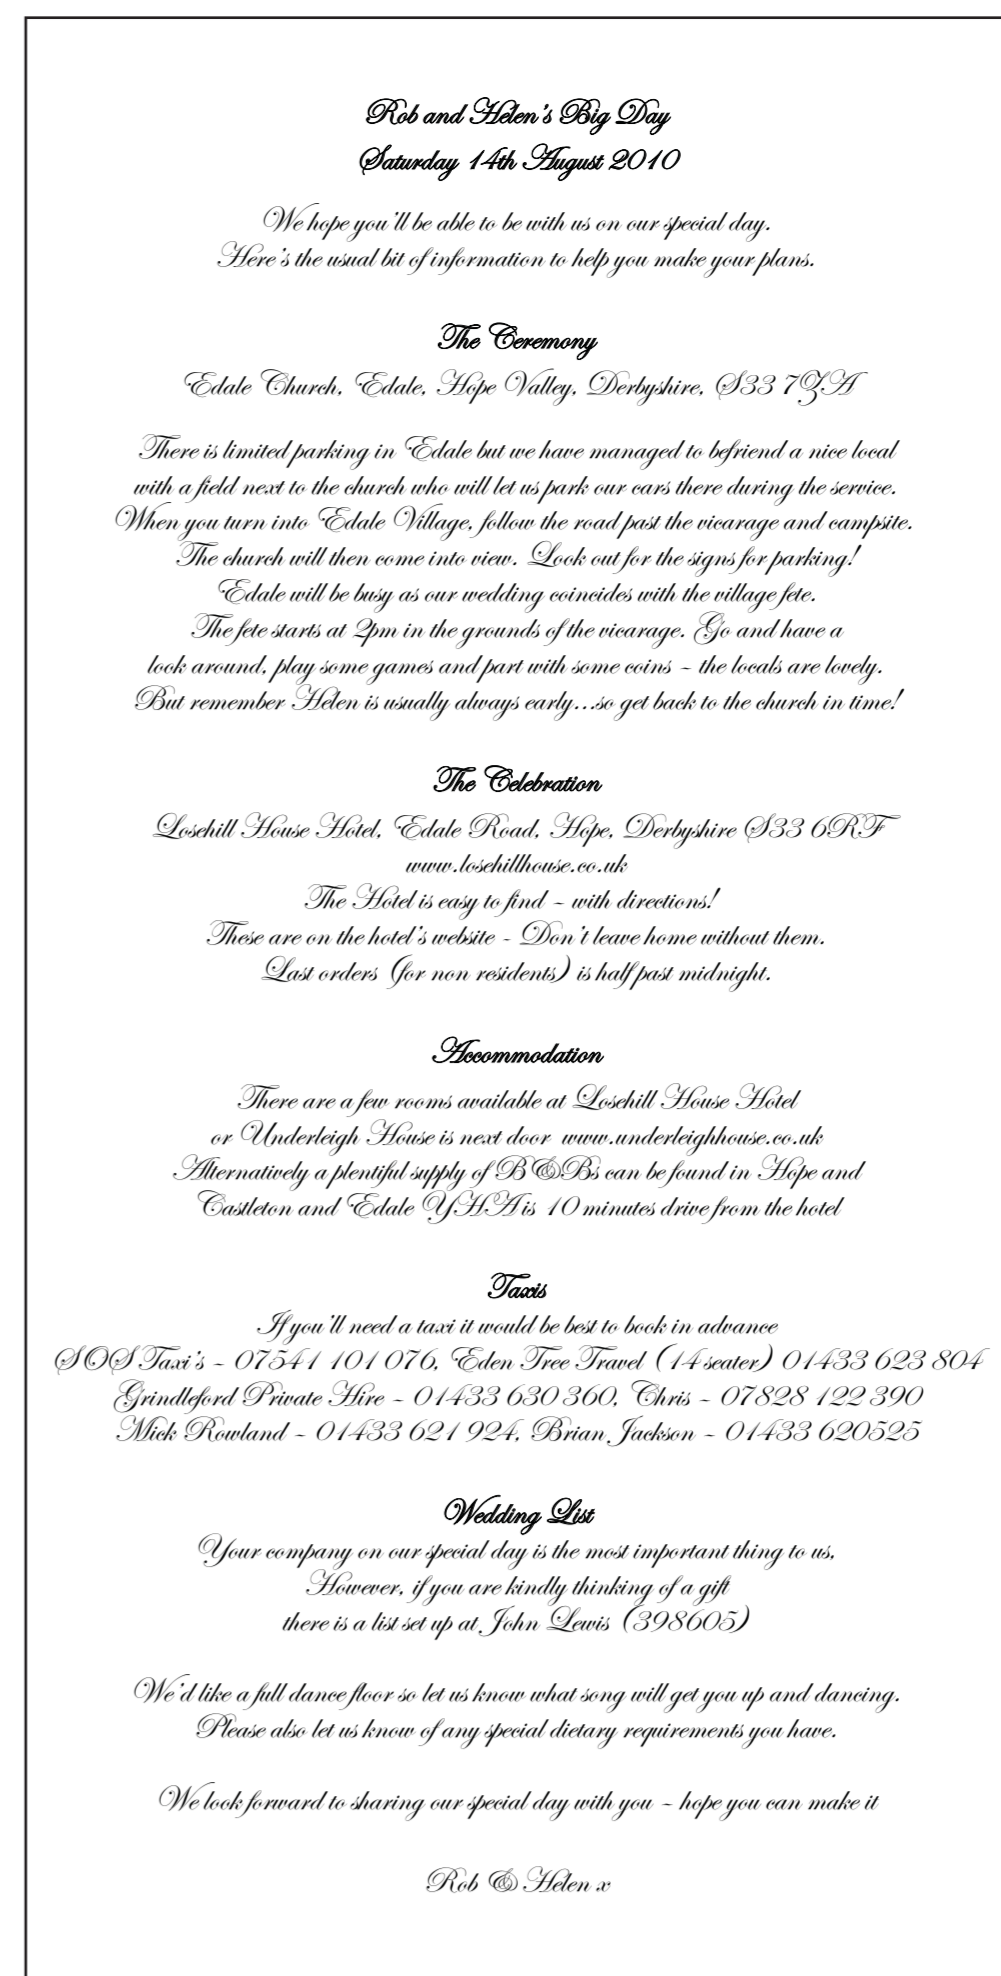 Rob and Helen's Big Day
Saturday 14th August 2010
We hope you'll be able to be with us on our special day.
Here's the usual bit of information to help you make your plans.
The Ceremony
Edale Church, Edale, Hope Valley, Derbyshire, S33 7ZA
There is limited parking in Edale but we have managed to befriend a nice local
with a field next to the church who will let us park our cars there during the service.
When you turn into Edale Village, follow the road past the vicarage and campsite.
The church will then come into view. Look out for the signs for parking!
Edale will be busy as our wedding coincides with the village fete.
The fete starts at 2pm in the grounds of the vicarage. Go and have a
look around, play some games and part with some coins - the locals are lovely.
But remember Helen is usually always early...so get back to the church in time!
The Celebration
Losehill House Hotel, Edale Road, Hope, Derbyshire S33 6RF
www.losehillhouse.co.uk
The Hotel is easy to find - with directions!
These are on the hotel's website - Don't leave home without them.
Last orders (for non residents) is half past midnight.
Accommodation
There are a few rooms available at Losehill House Hotel
or Underleigh House is next door www.underleighhouse.co.uk
Alternatively a plentiful supply of B&Bs can be found in Hope and
Castleton and Edale YHA is 10 minutes drive from the hotel
Taxis
If you'll need a taxi it would be best to book in advance
SOS Taxi's - 07541 101 076, Eden Tree Travel (14 seater) 01433 623 804
Grindleford Private Hire - 01433 630 360, Chris - 07828 122 390
Mick Rowland - 01433 621 924, Brian Jackson - 01433 620525
Wedding List
Your company on our special day is the most important thing to us,
However, if you are kindly thinking of a gift
there is a list set up at John Lewis (398605)
We'd like a full dance floor so let us know what song will get you up and dancing.
Please also let us know of any special dietary requirements you have.
We look forward to sharing our special day with you - hope you can make it
Rob & Helen x